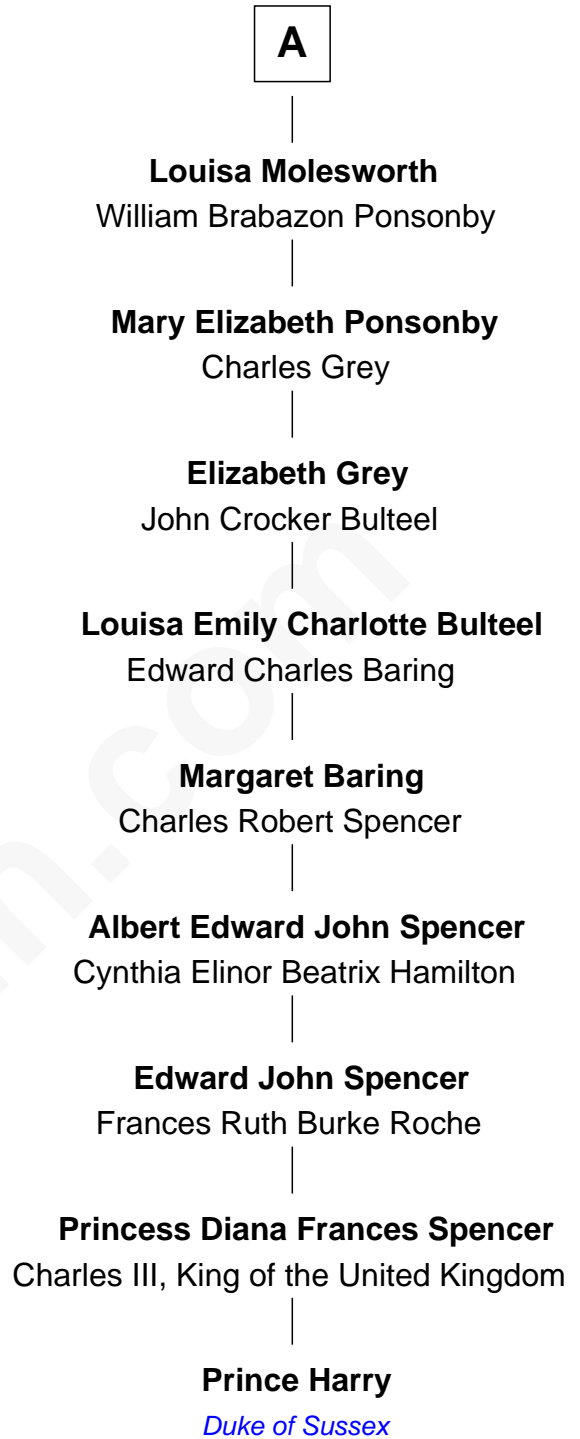 A
Louisa Molesworth
William Brabazon Ponsonby
Mary Elizabeth Ponsonby
Charles Grey
Elizabeth Grey
John Crocker Bulteel
Louisa Emily Charlotte Bulteel
Edward Charles Baring
Margaret Baring
Charles Robert Spencer
Albert Edward John Spencer
Cynthia Elinor Beatrix Hamilton
Edward John Spencer
Frances Ruth Burke Roche
Princess Diana Frances Spencer
Charles III, King of the United Kingdom
Prince Harry
Duke of Sussex